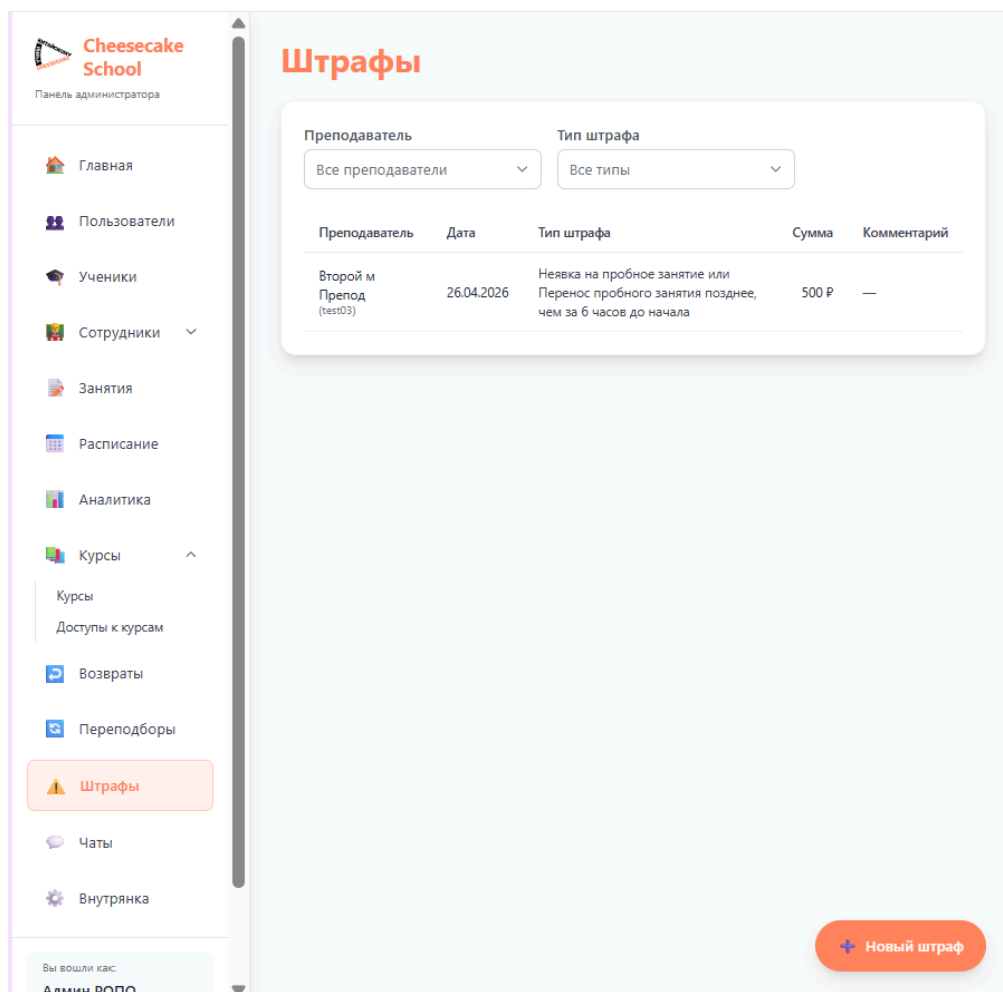 Cheesecake School
Панель администратора
Главная
Пользователи
Ученики
Сотрудники
Занятия
Расписание
Аналитика
Курсы
Курсы
Доступы к курсам
Возвраты
Переподборы
Штрафы
Чаты
Внутрянка
Вы вошли как:
Админ РОПО
Штрафы
Преподаватель
Тип штрафа
Все преподаватели
Все типы
Преподаватель Дата Тип штрафа Сумма Комментарий
Второй м Препод (test03) 26.04.2026 Неявка на пробное занятие или Перенос пробного занятия позднее, чем за 6 часов до начала 500 ₽ —
Новый штраф